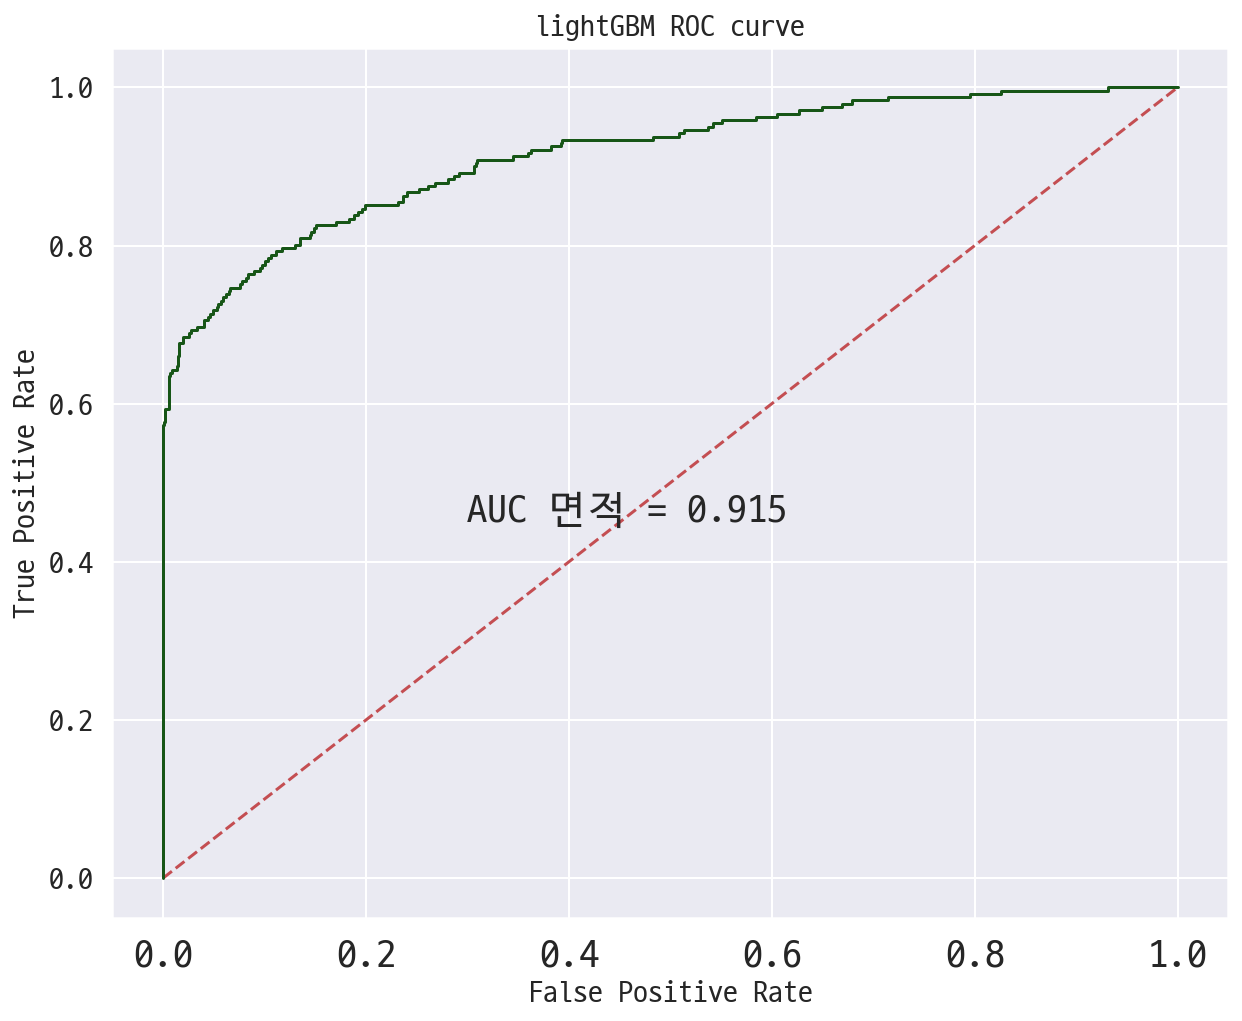 lightGBM ROC curve
1.0
0.8
0.6
0.4
0.2
0.0
True Positive Rate
AUC 면적 = 0.915
0.0 0.2 0.4 0.6 0.8 1.0
False Positive Rate